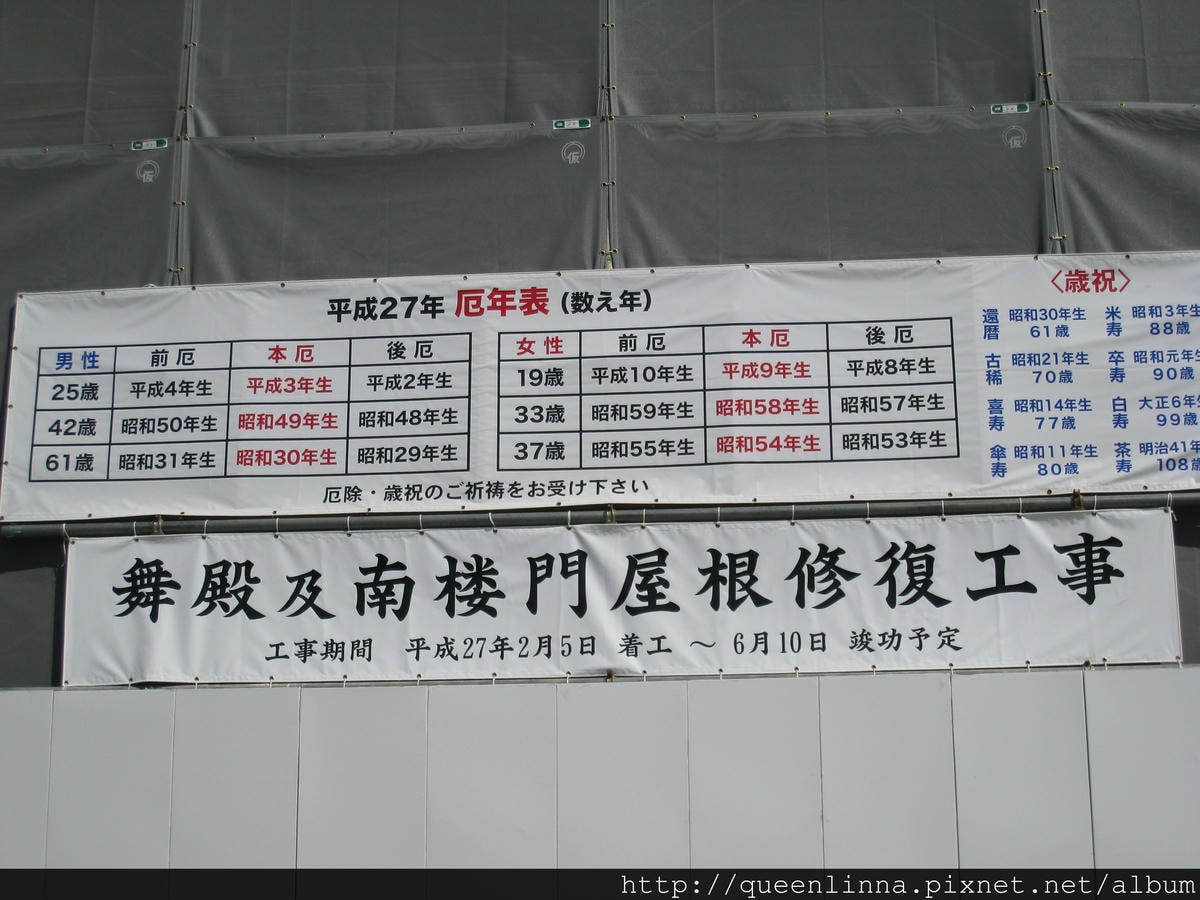 仮
仮
仮
平成27年 厄年表 (数え年)
男性 前厄 本厄 後厄
25歳 平成4年生 平成3年生 平成2年生
42歳 昭和50年生 昭和49年生 昭和48年生
61歳 昭和31年生 昭和30年生 昭和29年生
女性 前厄 本厄 後厄
19歳 平成10年生 平成9年生 平成8年生
33歳 昭和59年生 昭和58年生 昭和57年生
37歳 昭和55年生 昭和54年生 昭和53年生
厄除・歳祝のご祈祷をお受け下さい
〈歳祝〉
還暦 昭和30年生 61歳
古稀 昭和21年生 70歳
喜寿 昭和14年生 77歳
傘寿 昭和11年生 80歳
米寿 昭和3年生 88歳
卒寿 昭和元年生 90歳
白寿 大正6年生 99歳
茶寿 明治41年 108歳
舞殿及南楼門屋根修復工事
工事期間 平成27年2月5日 着工 ～ 6月10日 竣功予定
http://queenlinna.pixnet.net/album